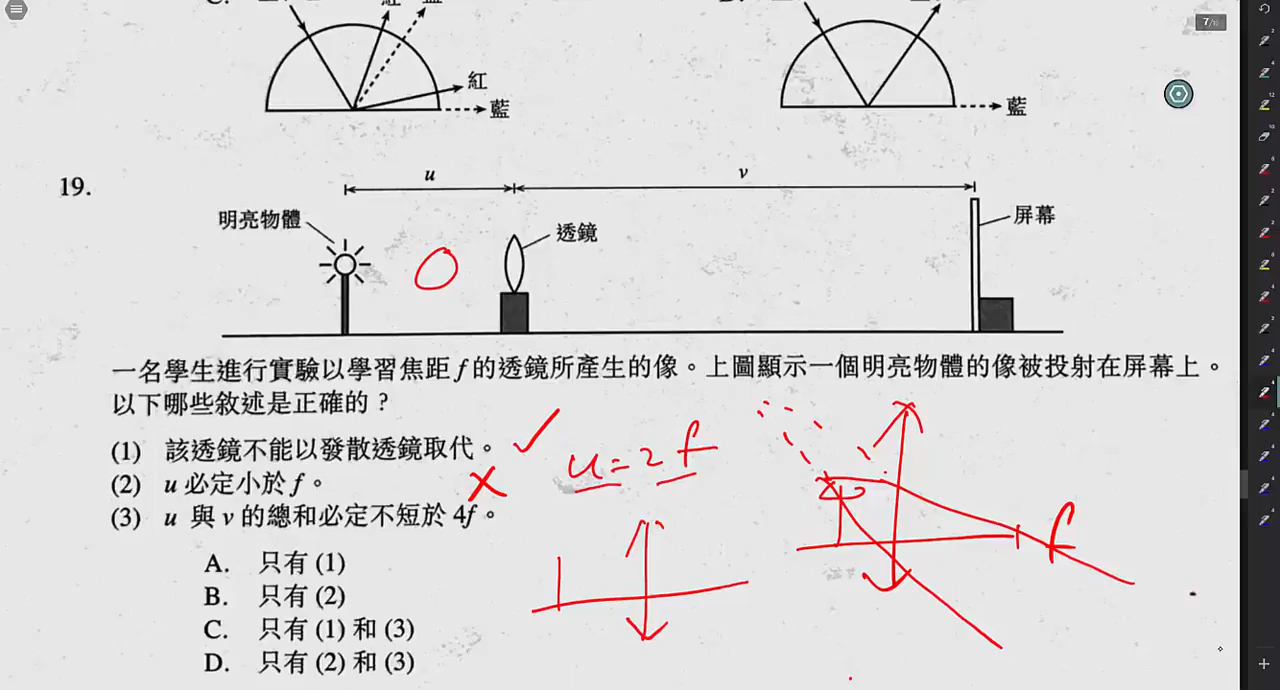 紅
紅
藍
藍
7/
19.
u
v
明亮物體
透鏡
屏幕
一名學生進行實驗以學習焦距 f 的透鏡所產生的像。上圖顯示一個明亮物體的像被投射在屏幕上。
以下哪些敘述是正確的？
(1) 該透鏡不能以發散透鏡取代。
(2) u 必定小於 f。
(3) u 與 v 的總和必定不短於 4f。
u = 2 f
f
A. 只有 (1)
B. 只有 (2)
C. 只有 (1) 和 (3)
D. 只有 (2) 和 (3)